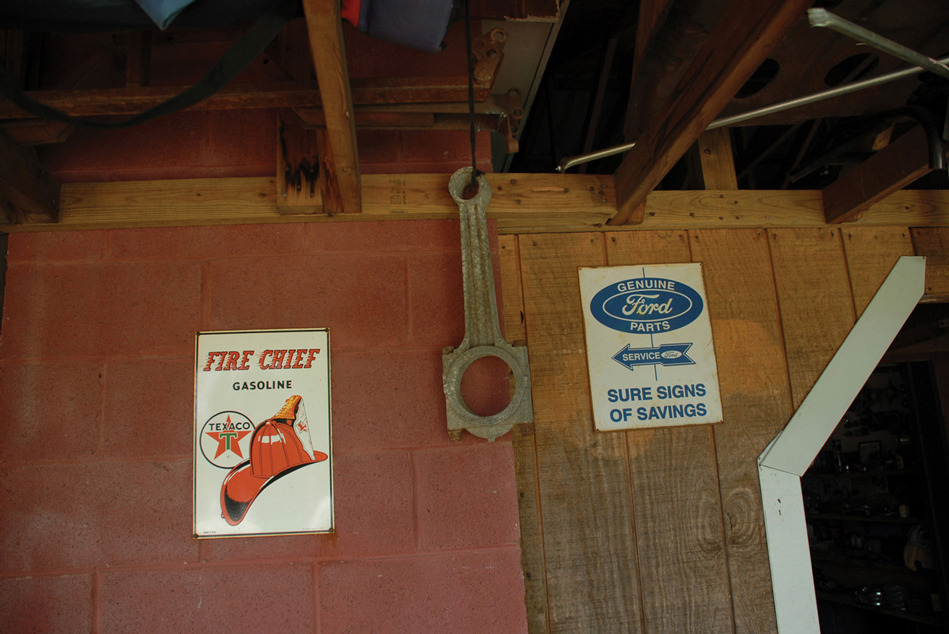 FIRE CHIEF
GASOLINE
TEXACO
T
GENUINE
Ford
PARTS
SERVICE Ford
SURE SIGNS
OF SAVINGS